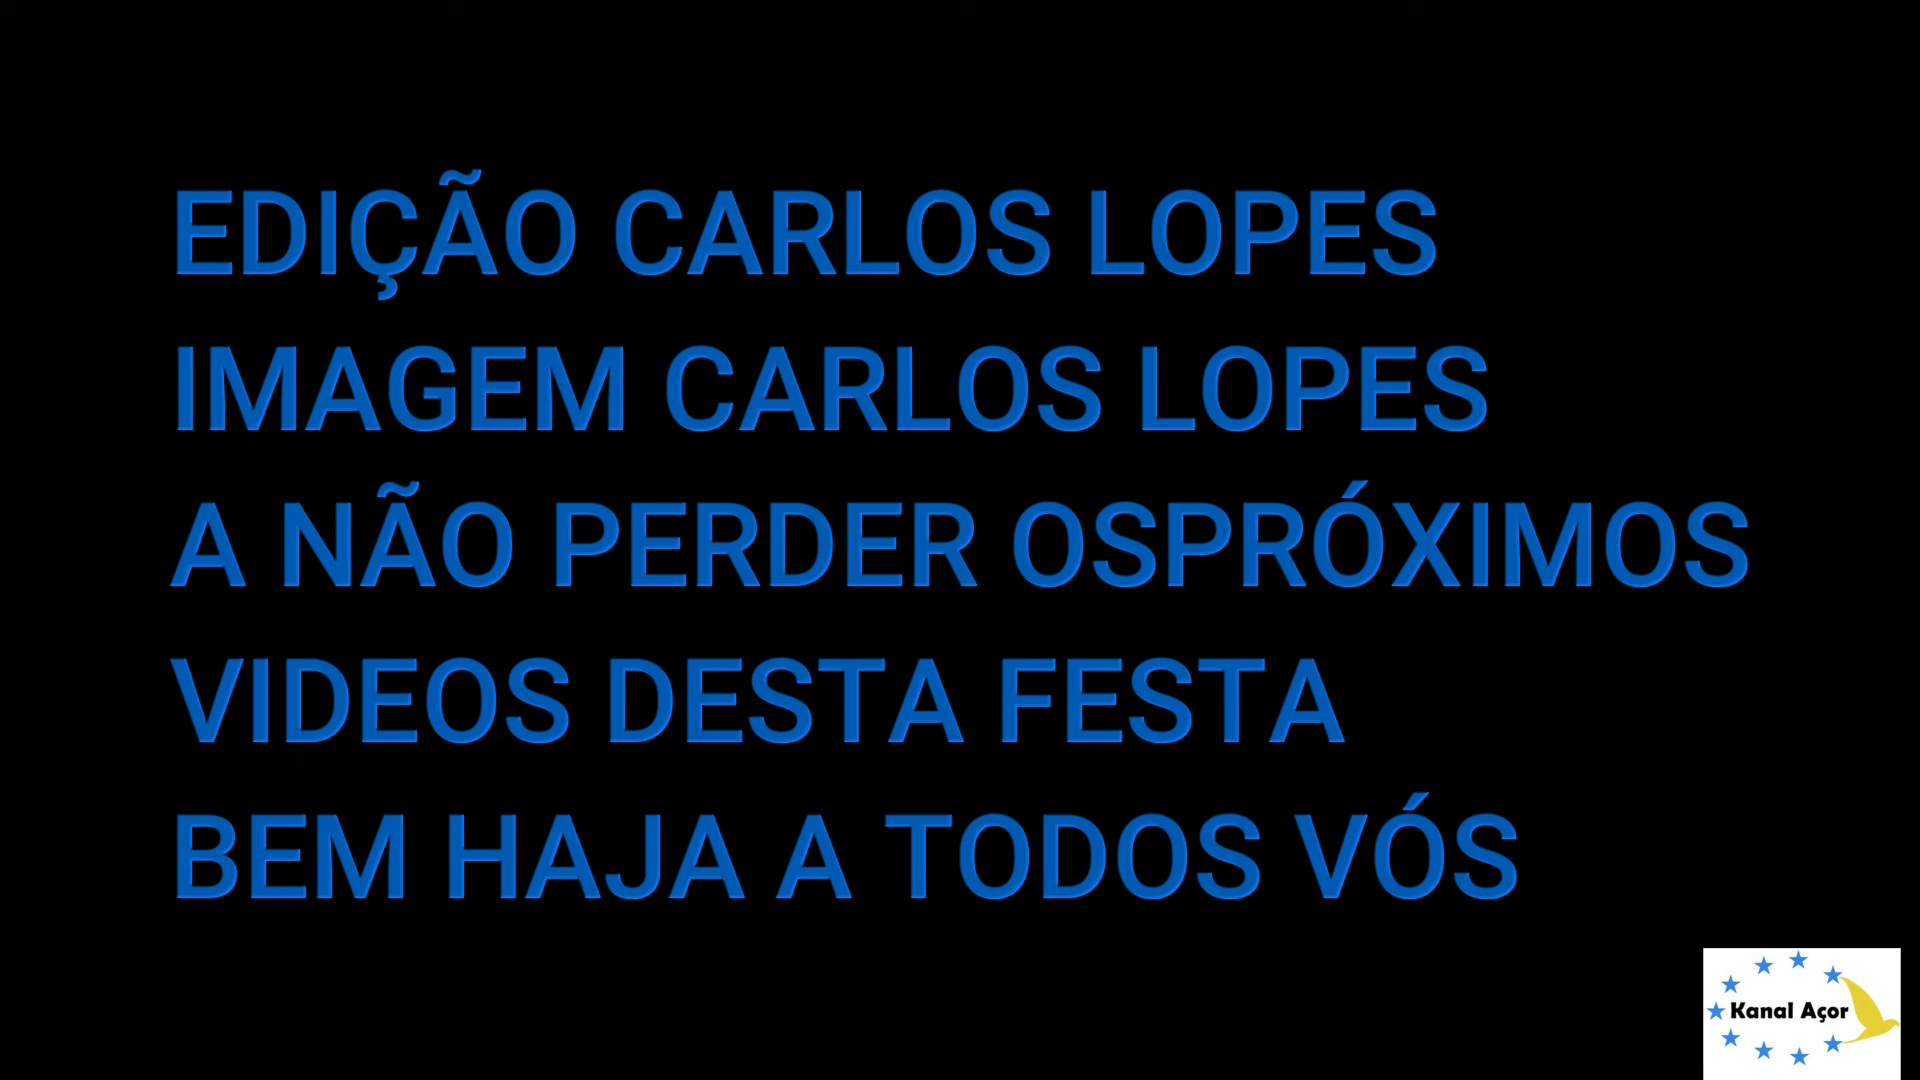 EDIÇÃO CARLOS LOPES
IMAGEM CARLOS LOPES
A NÃO PERDER OSPRÓXIMOS
VIDEOS DESTA FESTA
BEM HAJA A TODOS VÓS
Kanal Açor